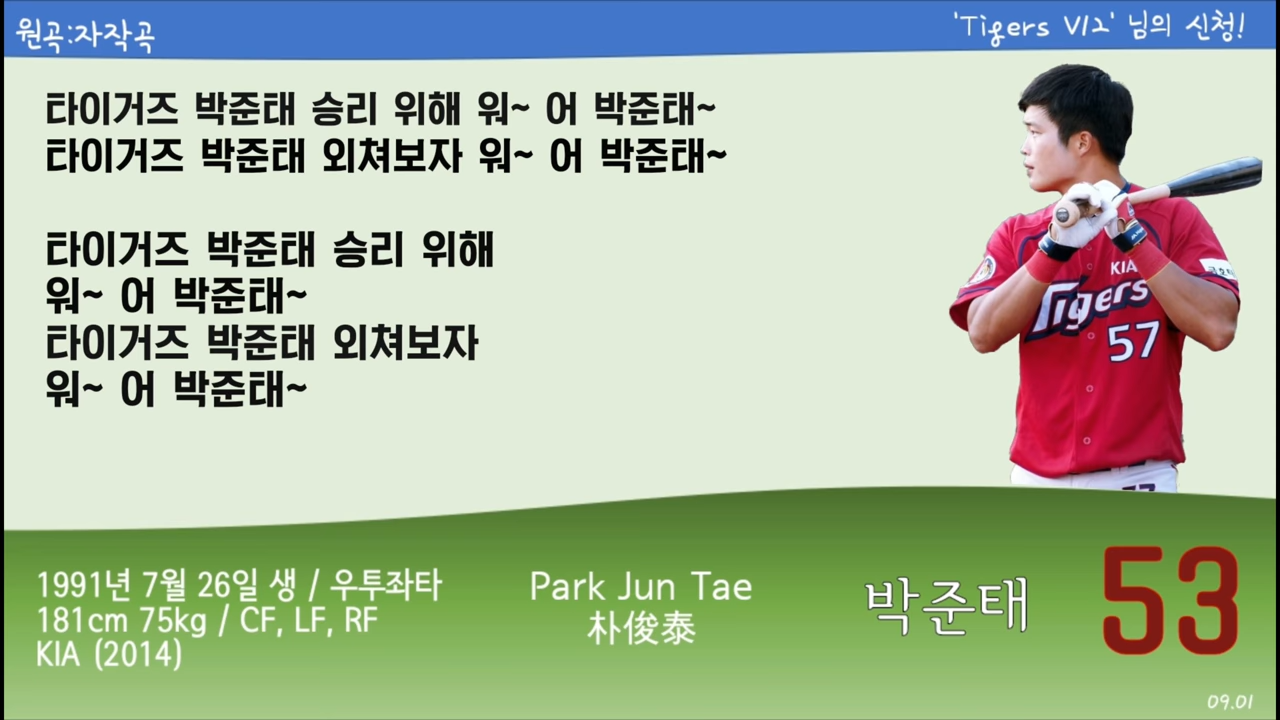 원곡:자작곡
'Tigers V12' 님의 신청!
타이거즈 박준태 승리 위해 워~ 어 박준태~
타이거즈 박준태 외쳐보자 워~ 어 박준태~
타이거즈 박준태 승리 위해
워~ 어 박준태~
타이거즈 박준태 외쳐보자
워~ 어 박준태~
KIA
Tigers
57
1991년 7월 26일 생 / 우투좌타
181cm 75kg / CF, LF, RF
KIA (2014)
Park Jun Tae
朴俊泰
박준태
53
09.01